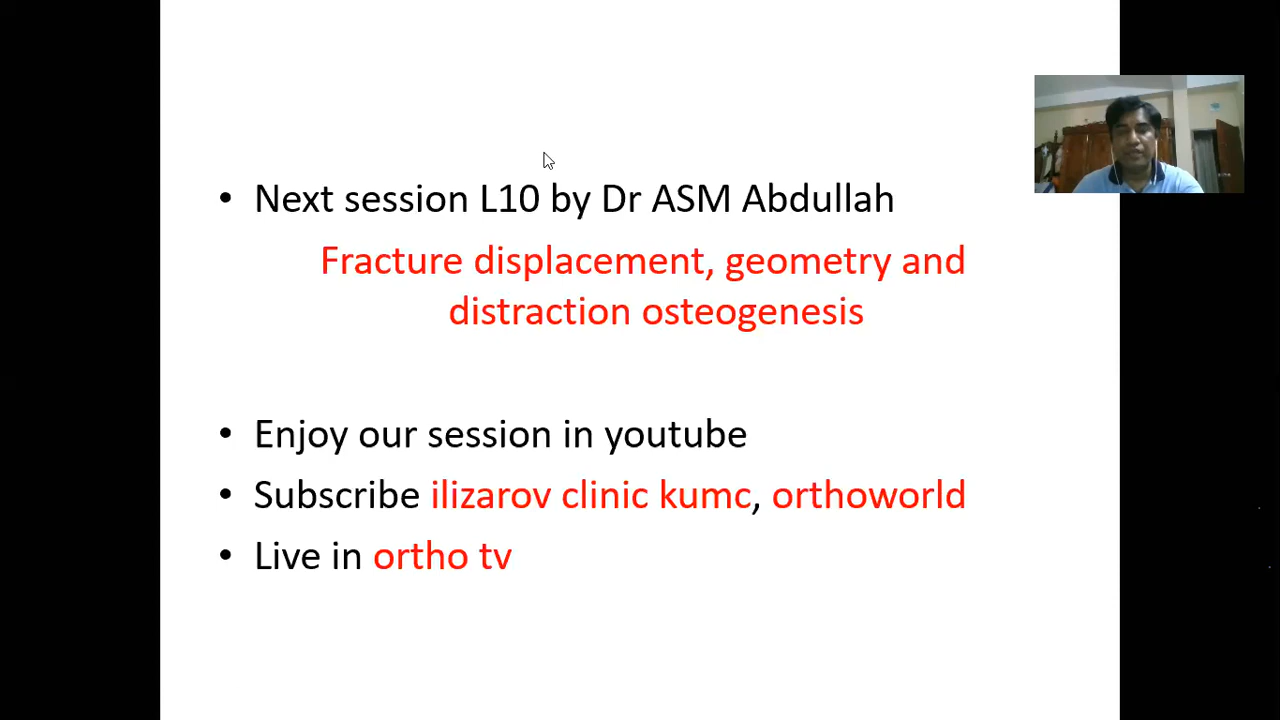 • Next session L10 by Dr ASM Abdullah
Fracture displacement, geometry and
distraction osteogenesis
• Enjoy our session in youtube
• Subscribe ilizarov clinic kumc, orthoworld
• Live in ortho tv